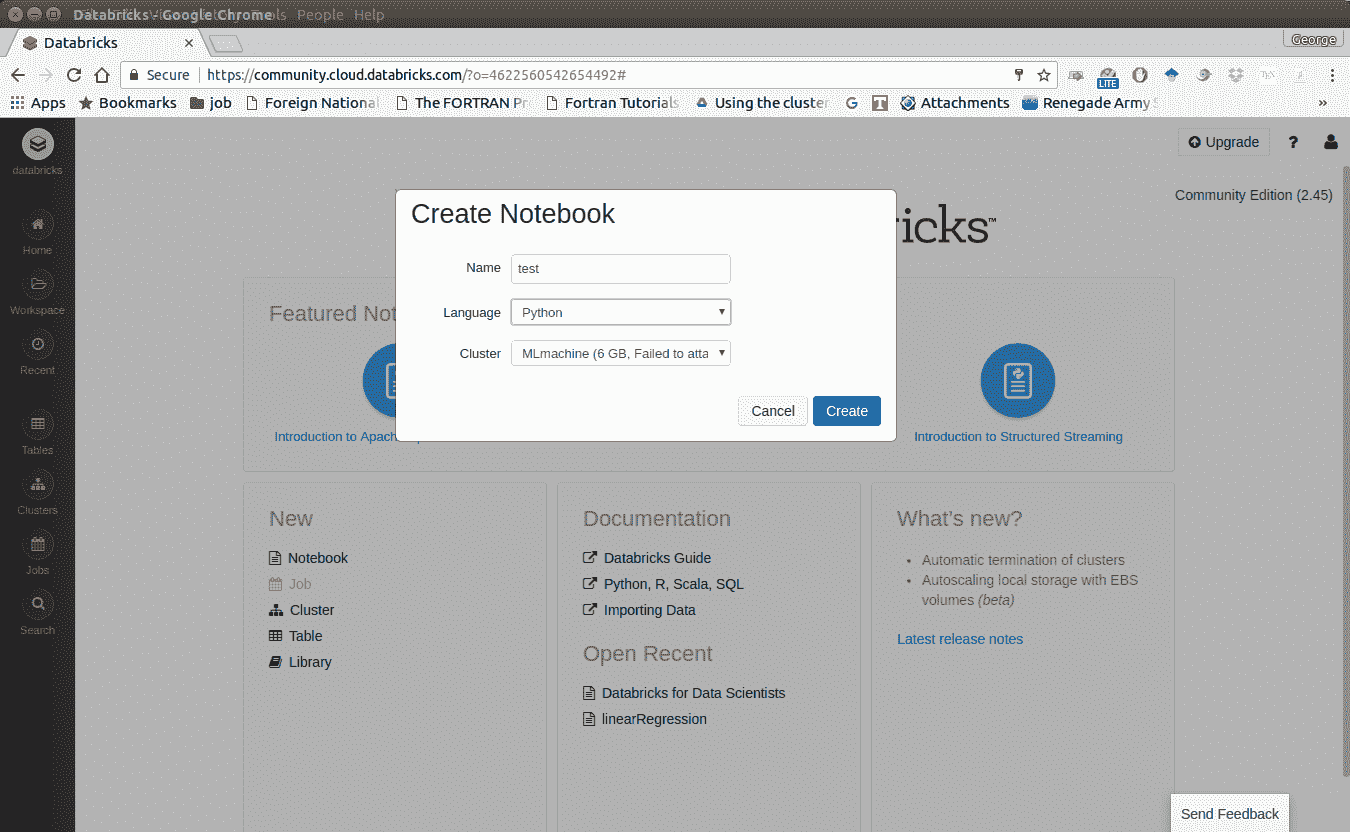 Databricks - Google Chrome
People Help
Databricks
George
Secure https://community.cloud.databricks.com/?o=4622560542654492#
LITE
Apps Bookmarks job Foreign National The FORTRAN Pr Fortran Tutorials Using the cluster G T Attachments Renegade Army S »
databricks
Upgrade ?
Community Edition (2.45)
Home
Workspace
Recent
Tables
Clusters
Jobs
Search
Create Notebook
ricks™
Name test
Language Python
Cluster MLmachine (6 GB, Failed to atta
Cancel Create
Featured Not
Introduction to Apach
Introduction to Structured Streaming
New
Notebook
Job
Cluster
Table
Library
Documentation
Databricks Guide
Python, R, Scala, SQL
Importing Data
Open Recent
Databricks for Data Scientists
linearRegression
What's new?
• Automatic termination of clusters
• Autoscaling local storage with EBS
volumes (beta)
Latest release notes
Send Feedback